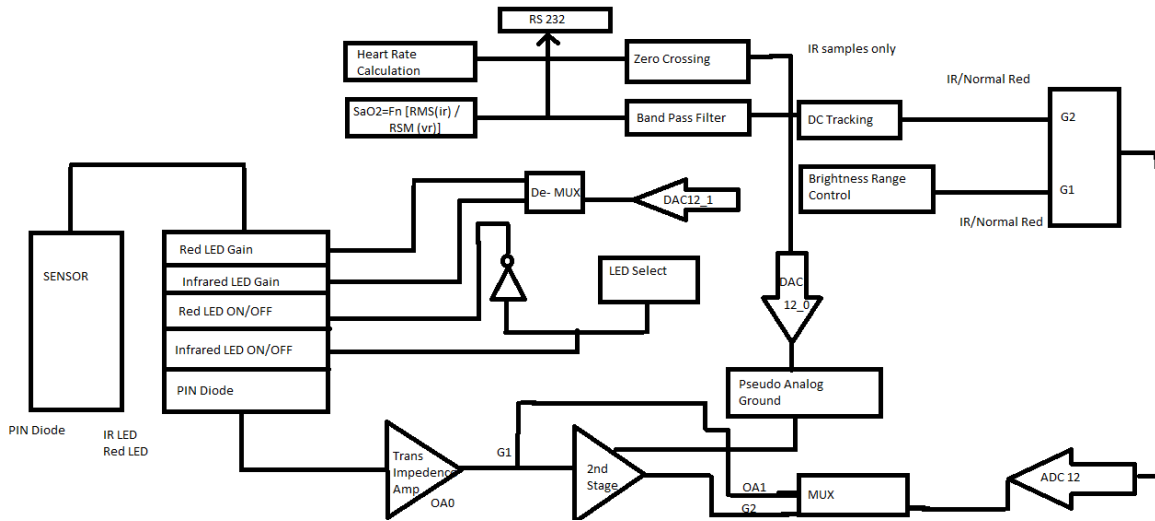 RS 232
Heart Rate
Calculation
Zero Crossing
IR samples only
IR/Normal Red
SaO2=Fn [RMS(ir) /
RSM (vr)]
Band Pass Filter
DC Tracking
G2
Brightness Range
Control
G1
IR/Normal Red
De- MUX
DAC12_1
SENSOR
Red LED Gain
Infrared LED Gain
Red LED ON/OFF
Infrared LED ON/OFF
PIN Diode
LED Select
DAC
12_0
Pseudo Analog
Ground
PIN Diode
IR LED
Red LED
Trans
Impedence
Amp
OA0
G1
2nd
Stage
OA1
G2
MUX
ADC 12